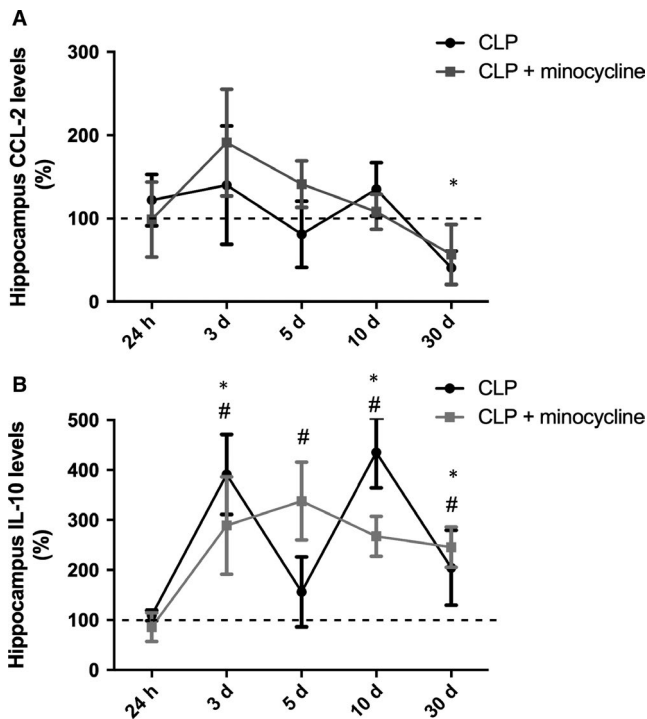 A
CLP
CLP + minocycline
Hippocampus CCL-2 levels
(%)
300
200
100
0
*
24 h
3 d
5 d
10 d
30 d
B
CLP
CLP + minocycline
Hippocampus IL-10 levels
(%)
500
400
300
200
100
0
*
#
#
*
#
*
#
24 h
3 d
5 d
10 d
30 d